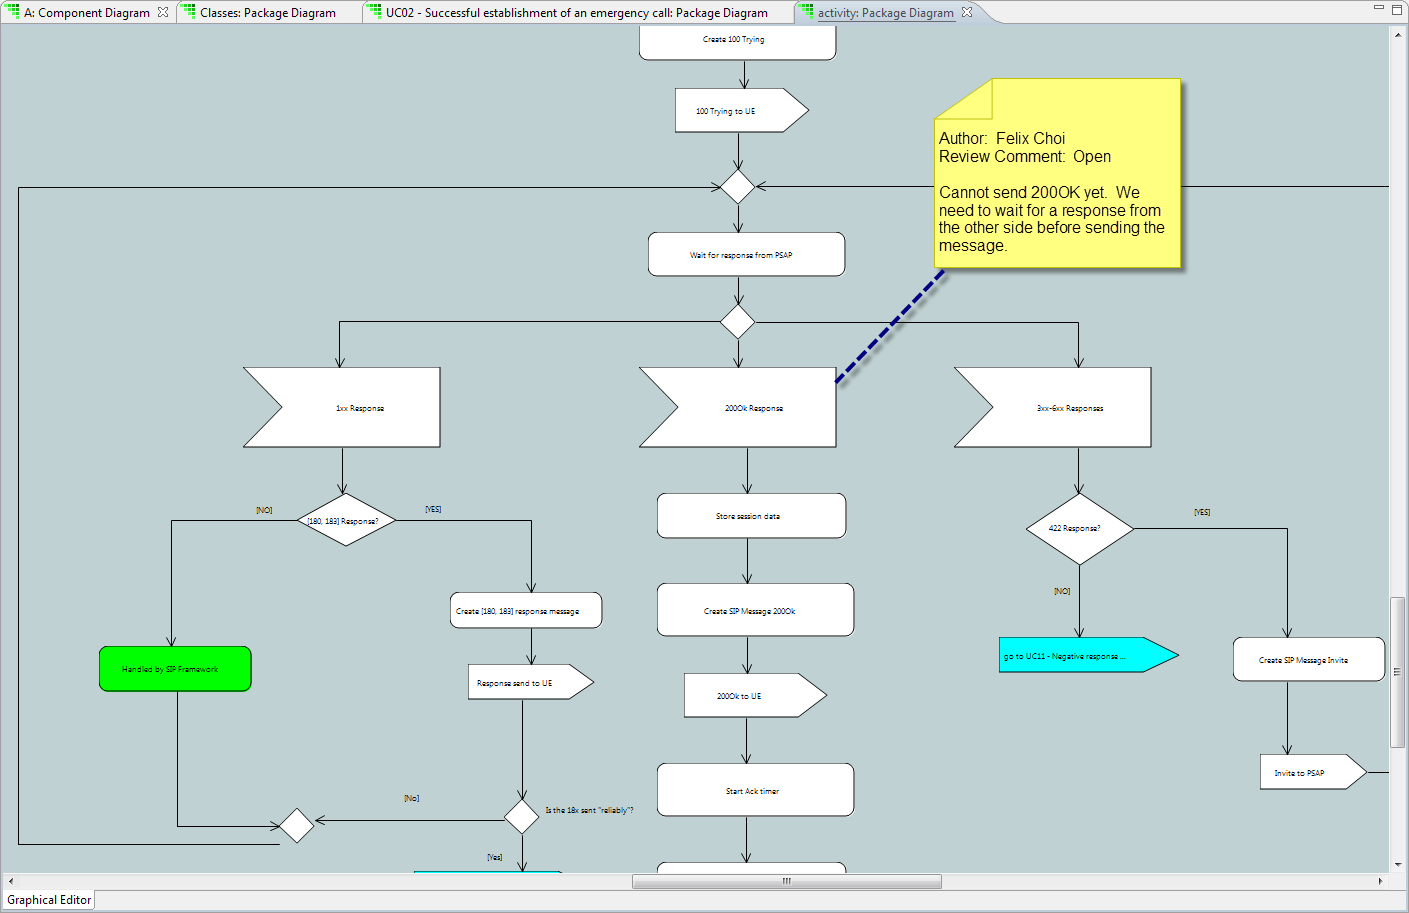 A: Component Diagram
Classes: Package Diagram
UC02 - Successful establishment of an emergency call: Package Diagram
activity: Package Diagram
Create 100 Trying
100 Trying to UE
Author:  Felix Choi
Review Comment:  Open
Cannot send 200OK yet.  We
need to wait for a response from
the other side before sending the
message.
Wait for response from PSAP
1xx Response
200Ok Response
3xx-6xx Responses
[NO]
[180, 183] Response?
[YES]
Store session data
422 Response?
[YES]
[NO]
Create [180, 183] response message
Create SIP Message 200Ok
Handled by SIP Framework
Response send to UE
200Ok to UE
go to UC11 - Negative response ...
Create SIP Message Invite
Invite to PSAP
Start Ack timer
[No]
Is the 18x sent "reliably"?
[Yes]
Graphical Editor